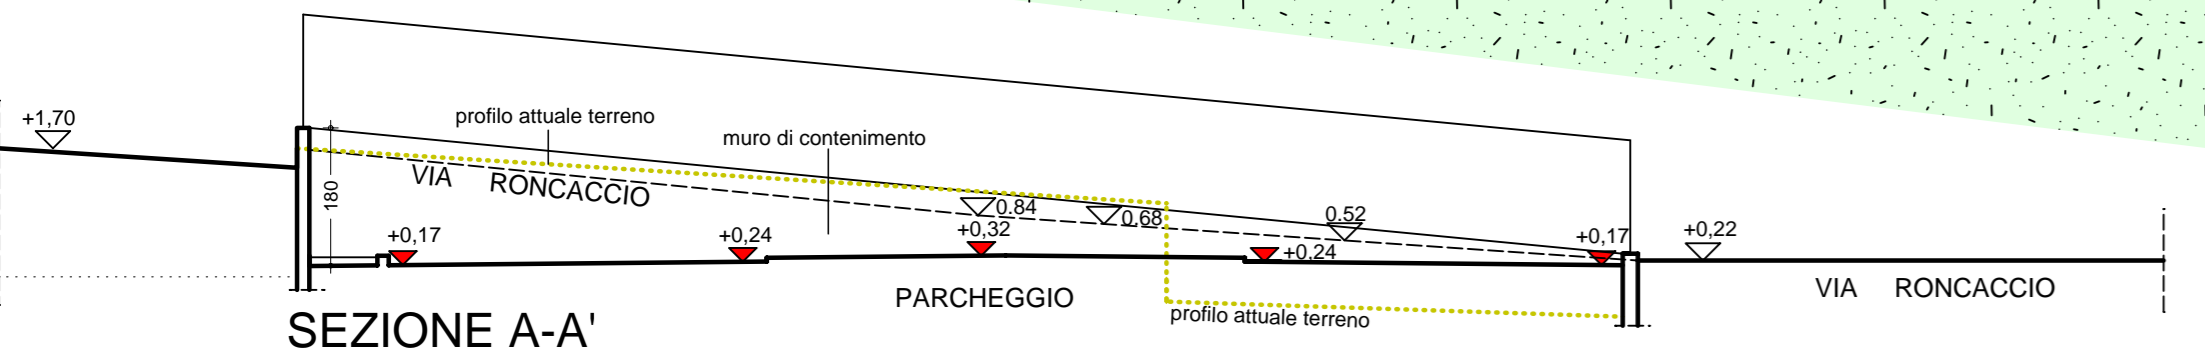 +1,70
profilo attuale terreno
muro di contenimento
VIA RONCACCIO
180
0.84
0.68
0.52
+0,17
+0,24
+0,32
+0,24
+0,17
+0,22
PARCHEGGIO
VIA RONCACCIO
profilo attuale terreno
SEZIONE A-A'